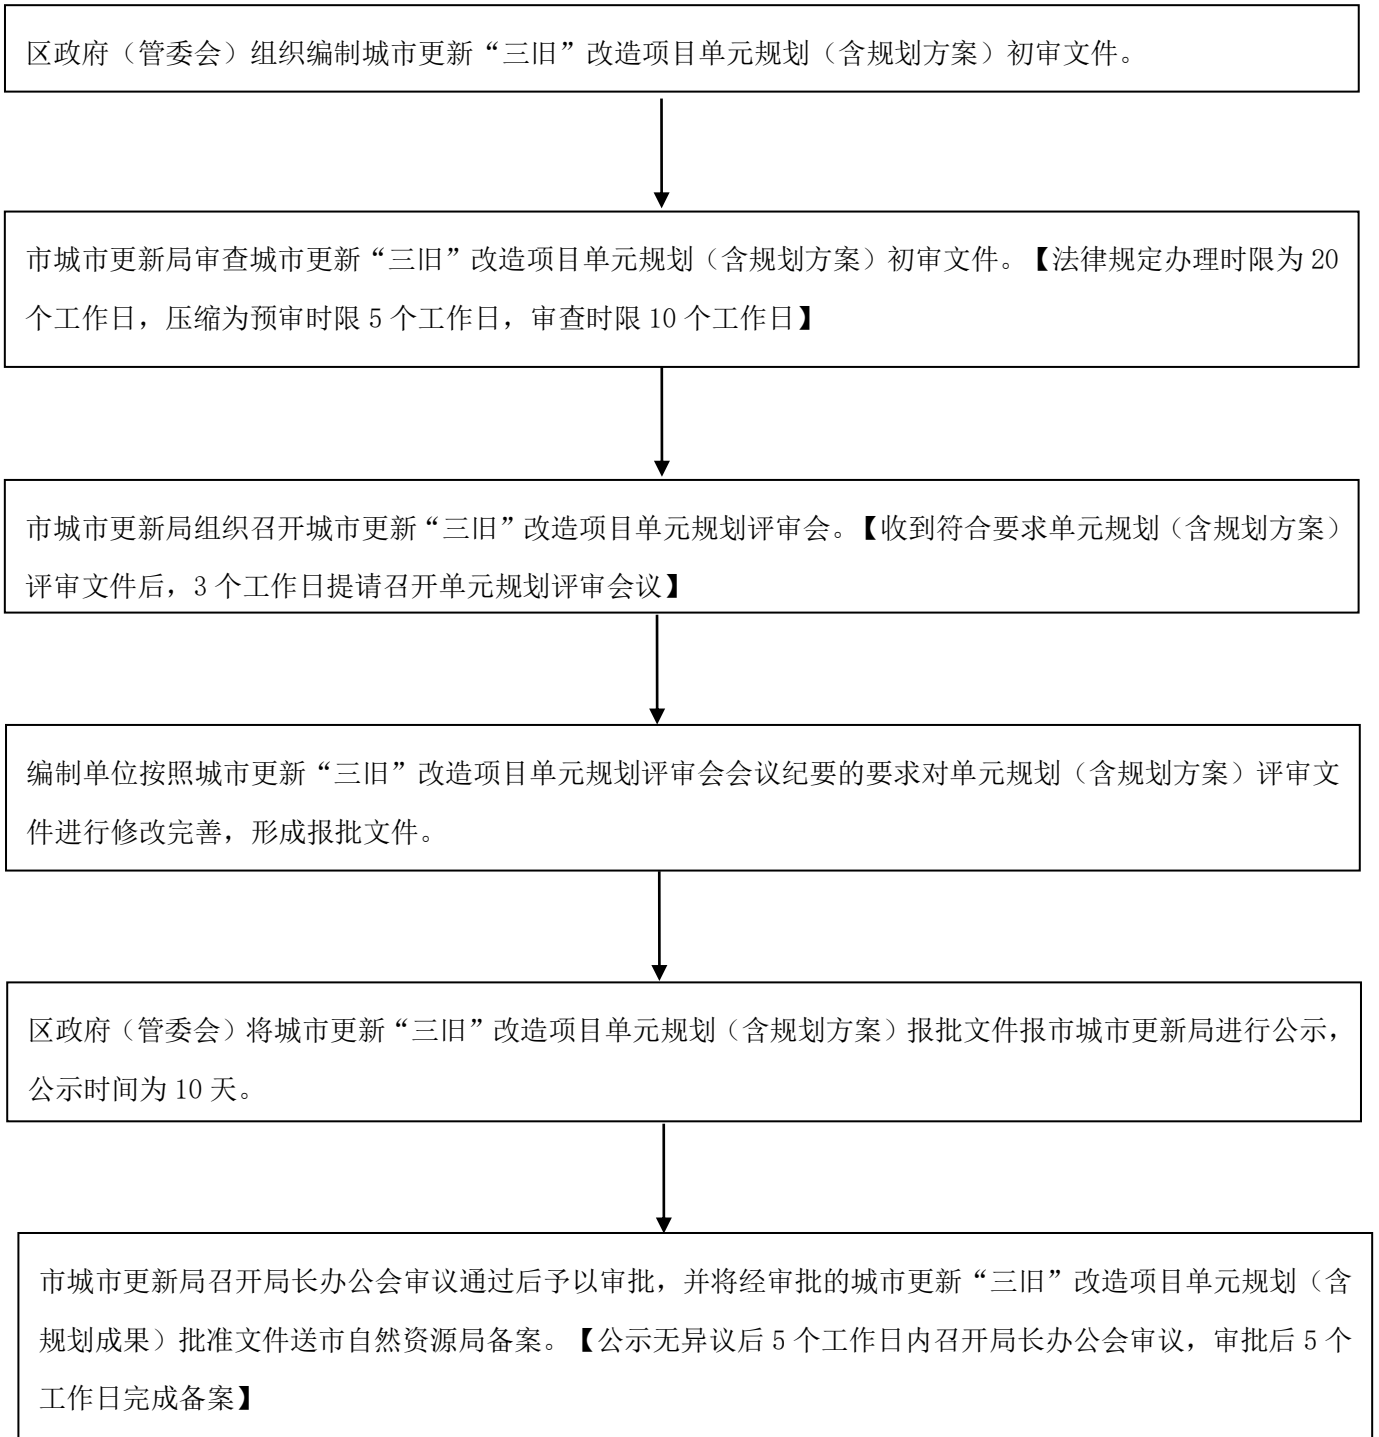 区政府（管委会）组织编制城市更新“三旧”改造项目单元规划（含规划方案）初审文件。
市城市更新局审查城市更新“三旧”改造项目单元规划（含规划方案）初审文件。【法律规定办理时限为 20
个工作日，压缩为预审时限 5 个工作日，审查时限 10 个工作日】
市城市更新局组织召开城市更新“三旧”改造项目单元规划评审会。【收到符合要求单元规划（含规划方案）
评审文件后，3 个工作日提请召开单元规划评审会议】
编制单位按照城市更新“三旧”改造项目单元规划评审会会议纪要的要求对单元规划（含规划方案）评审文
件进行修改完善，形成报批文件。
区政府（管委会）将城市更新“三旧”改造项目单元规划（含规划方案）报批文件报市城市更新局进行公示，
公示时间为 10 天。
市城市更新局召开局长办公会审议通过后予以审批，并将经审批的城市更新“三旧”改造项目单元规划（含
规划成果）批准文件送市自然资源局备案。【公示无异议后 5 个工作日内召开局长办公会审议，审批后 5 个
工作日完成备案】